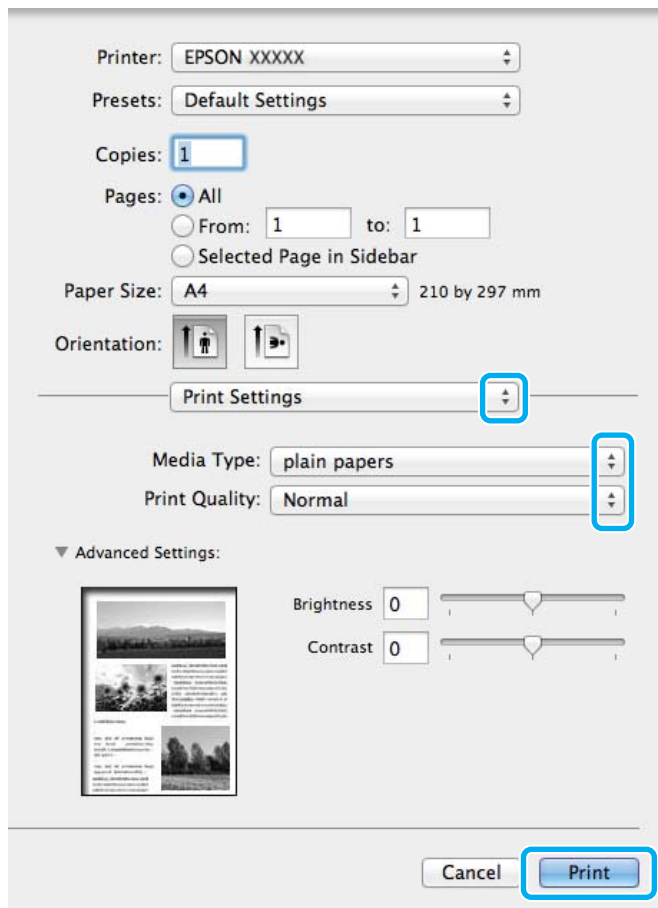 Printer: EPSON XXXXX
Presets: Default Settings
Copies: 1
Pages: All
From: 1 to: 1
Selected Page in Sidebar
Paper Size: A4 210 by 297 mm
Orientation:
Print Settings
Media Type: plain papers
Print Quality: Normal
Advanced Settings:
Brightness 0
Contrast 0
Cancel Print